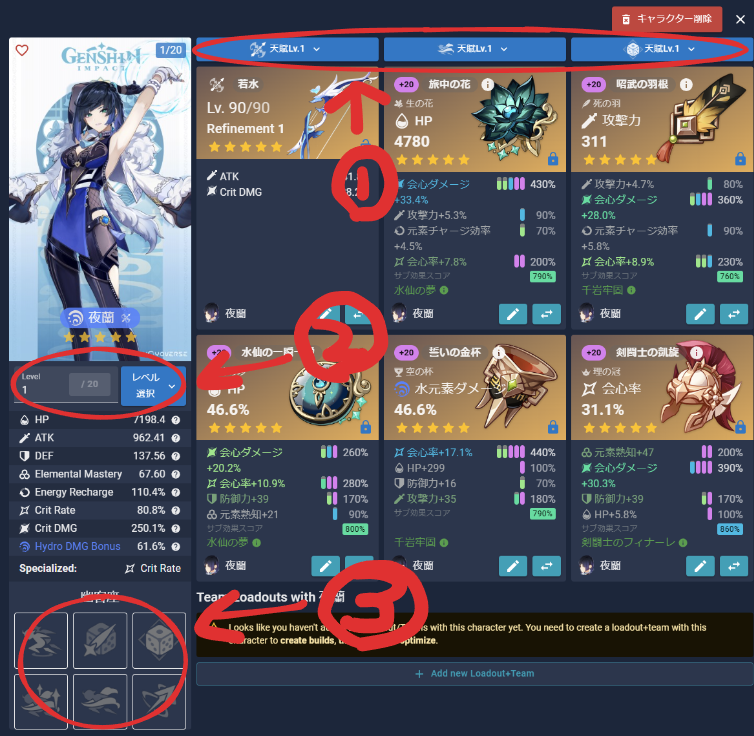 キャラクター削除
GENSHIN
IMPACT
1/20
天賦Lv.1
天賦Lv.1
天賦Lv.1
若水
Lv. 90/90
Refinement 1
ATK
Crit DMG
夜蘭
+20
旅中の花
生の花
HP
4780
会心ダメージ
+33.4%
430%
攻撃力+5.3%
90%
元素チャージ効率
+4.5%
70%
会心率+7.8%
200%
サブ効果スコア
790%
水仙の夢
夜蘭
+20
昭武の羽根
死の羽
攻撃力
311
攻撃力+4.7%
80%
会心ダメージ
+28.0%
360%
会心率
90%
元素チャージ効率
+5.8%
会心率+8.9%
230%
サブ効果スコア
760%
千岩牢固
夜蘭
①
②
③
夜蘭
Level
1
/ 20
レベル
選択
HP
7198.4
ATK
962.41
DEF
137.56
Elemental Mastery
67.60
Energy Recharge
110.4%
Crit Rate
80.8%
Crit DMG
250.1%
Hydro DMG Bonus
61.6%
Specialized:
Crit Rate
+20
水仙の一瞬
HP
46.6%
会心ダメージ
+20.2%
260%
会心率+10.9%
280%
防御力+39
170%
元素熟知+21
90%
サブ効果スコア
800%
水仙の夢
夜蘭
+20
誓いの金杯
空の杯
水元素ダメ
46.6%
会心率+17.1%
440%
HP+299
100%
防御力+16
70%
攻撃力+35
180%
サブ効果スコア
790%
千岩牢固
夜蘭
+20
剣闘士の凱旋
理の冠
会心率
31.1%
元素熟知+47
200%
会心ダメージ
+30.3%
390%
防御力+39
170%
HP+5.8%
100%
サブ効果スコア
860%
剣闘士のフィナーレ
夜蘭
Team Loadouts with 夜蘭
Looks like you haven't with this character yet. You need to create a loadout+team with this
character to create builds, optimize.
+ Add new Loadout+Team